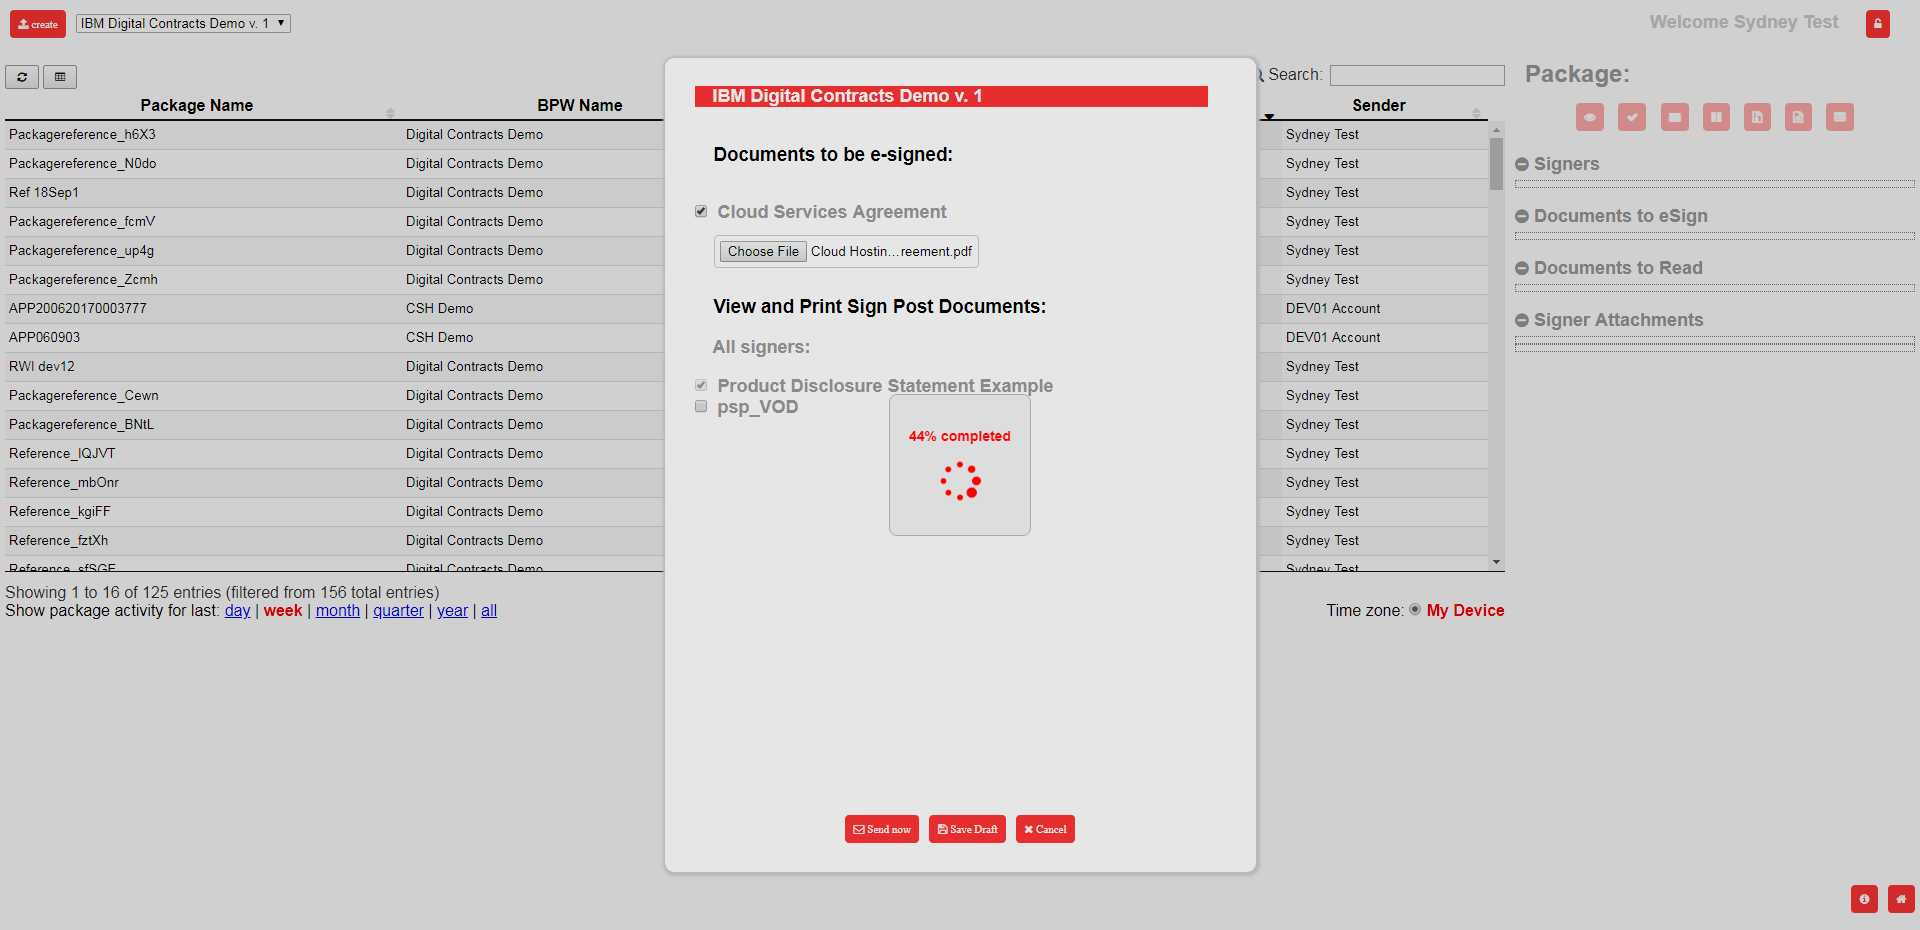 create
IBM Digital Contracts Demo v. 1
Welcome Sydney Test
Search:
Package Name
BPW Name
Sender
Packagereference_h6X3 Digital Contracts Demo Sydney Test
Packagereference_N0do Digital Contracts Demo Sydney Test
Ref 18Sep1 Digital Contracts Demo Sydney Test
Packagereference_fcmV Digital Contracts Demo Sydney Test
Packagereference_up4g Digital Contracts Demo Sydney Test
Packagereference_Zcmh Digital Contracts Demo Sydney Test
APP200620170003777 CSH Demo DEV01 Account
APP060903 CSH Demo DEV01 Account
RWI dev12 Digital Contracts Demo Sydney Test
Packagereference_Cewn Digital Contracts Demo Sydney Test
Packagereference_BNtL Digital Contracts Demo Sydney Test
Reference_IQJVT Digital Contracts Demo Sydney Test
Reference_mbOnr Digital Contracts Demo Sydney Test
Reference_kgiFF Digital Contracts Demo Sydney Test
Reference_fztXh Digital Contracts Demo Sydney Test
Reference_sfSGE Digital Contracts Demo Sydney Test
Showing 1 to 16 of 125 entries (filtered from 156 total entries)
Show package activity for last: day | week | month | quarter | year | all
Time zone: My Device
IBM Digital Contracts Demo v. 1
Documents to be e-signed:
Cloud Services Agreement
Choose File Cloud Hostin…reement.pdf
View and Print Sign Post Documents:
All signers:
Product Disclosure Statement Example
psp_VOD
44% completed
Send now
Save Draft
Cancel
Package:
Signers
Documents to eSign
Documents to Read
Signer Attachments